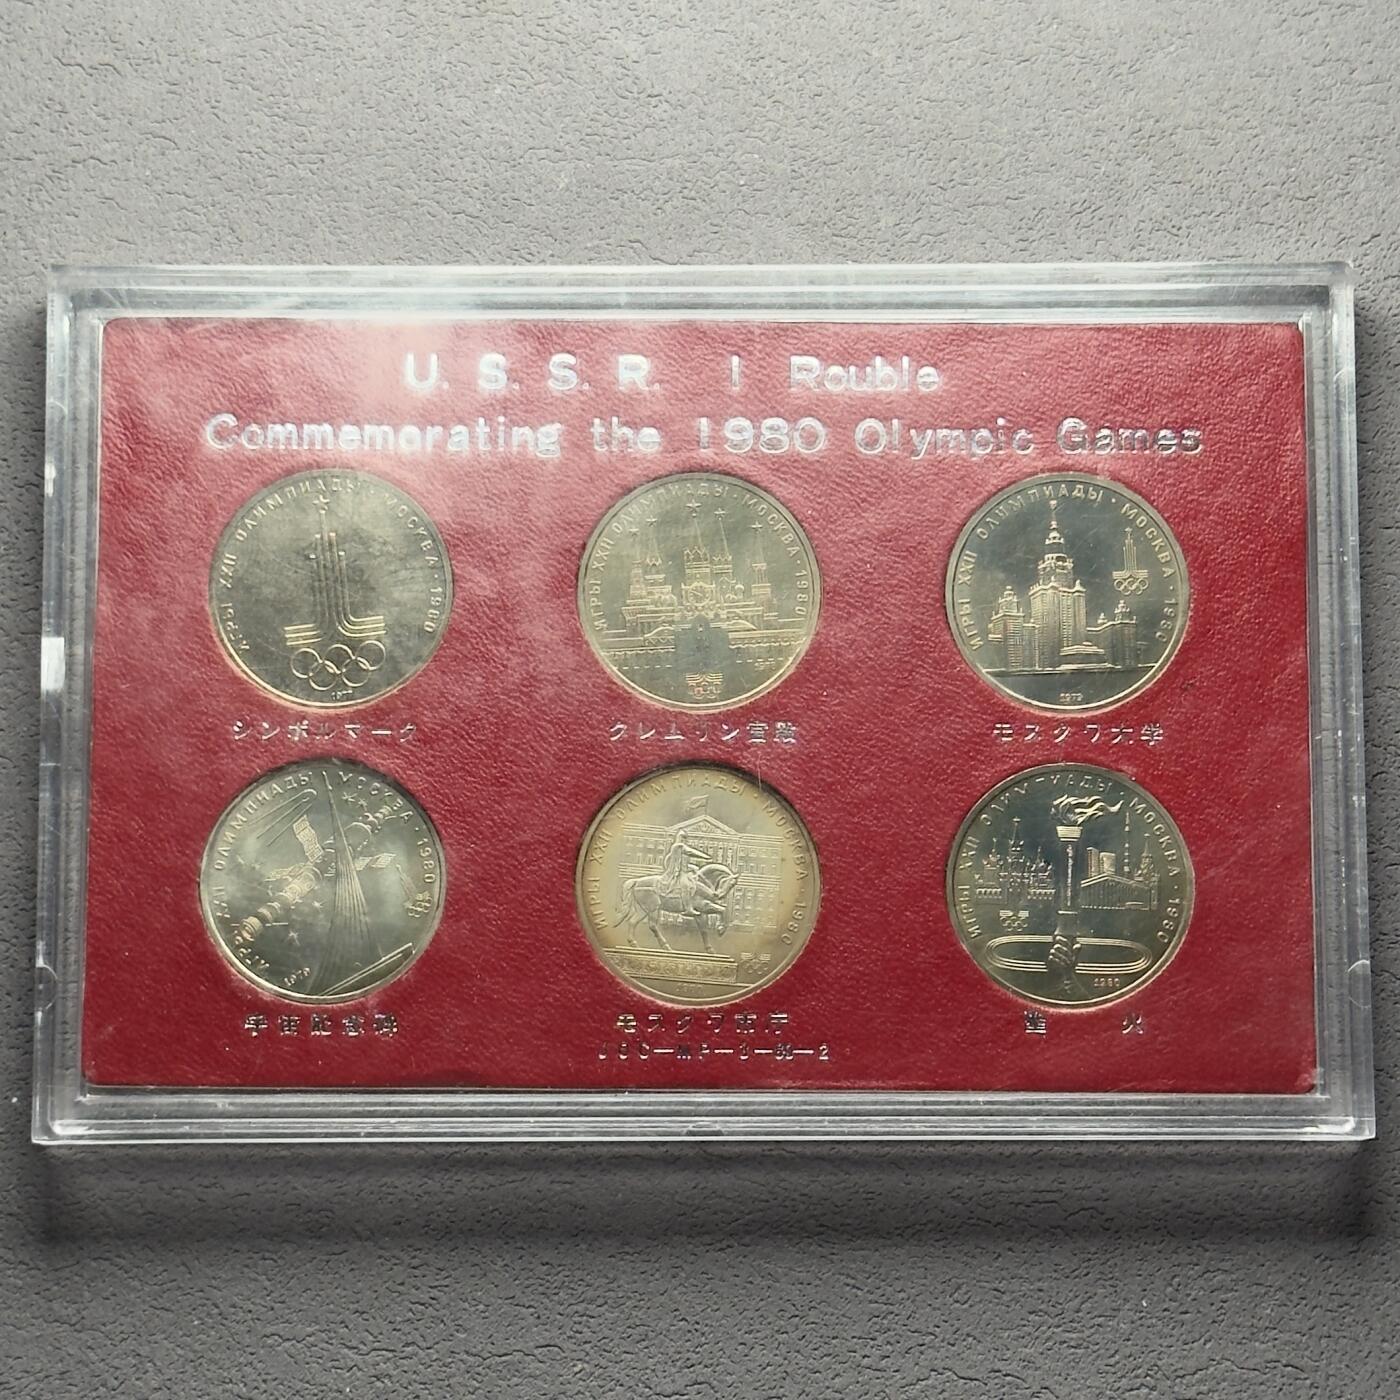 U. S. S. R. 1 Rouble
Commemorating the 1980 Olympic Games
ИГРЫ XXII ОЛИМПИАДЫ · МОСКВА · 1980
1977
シンボルマーク
ИГРЫ XXII ОЛИМПИАДЫ · МОСКВА · 1980
クレムリン宮殿
ИГРЫ XXII ОЛИМПИАДЫ · МОСКВА · 1980
1979
モスクワ大学
ИГРЫ XXII ОЛИМПИАДЫ МОСКВА · 1980
1979
宇宙記念碑
ИГРЫ XXII ОЛИМПИАДЫ · МОСКВА · 1980
モスクワ市庁
ИГРЫ XXII ОЛИМПИАДЫ · МОСКВА · 1980
1980
聖 火